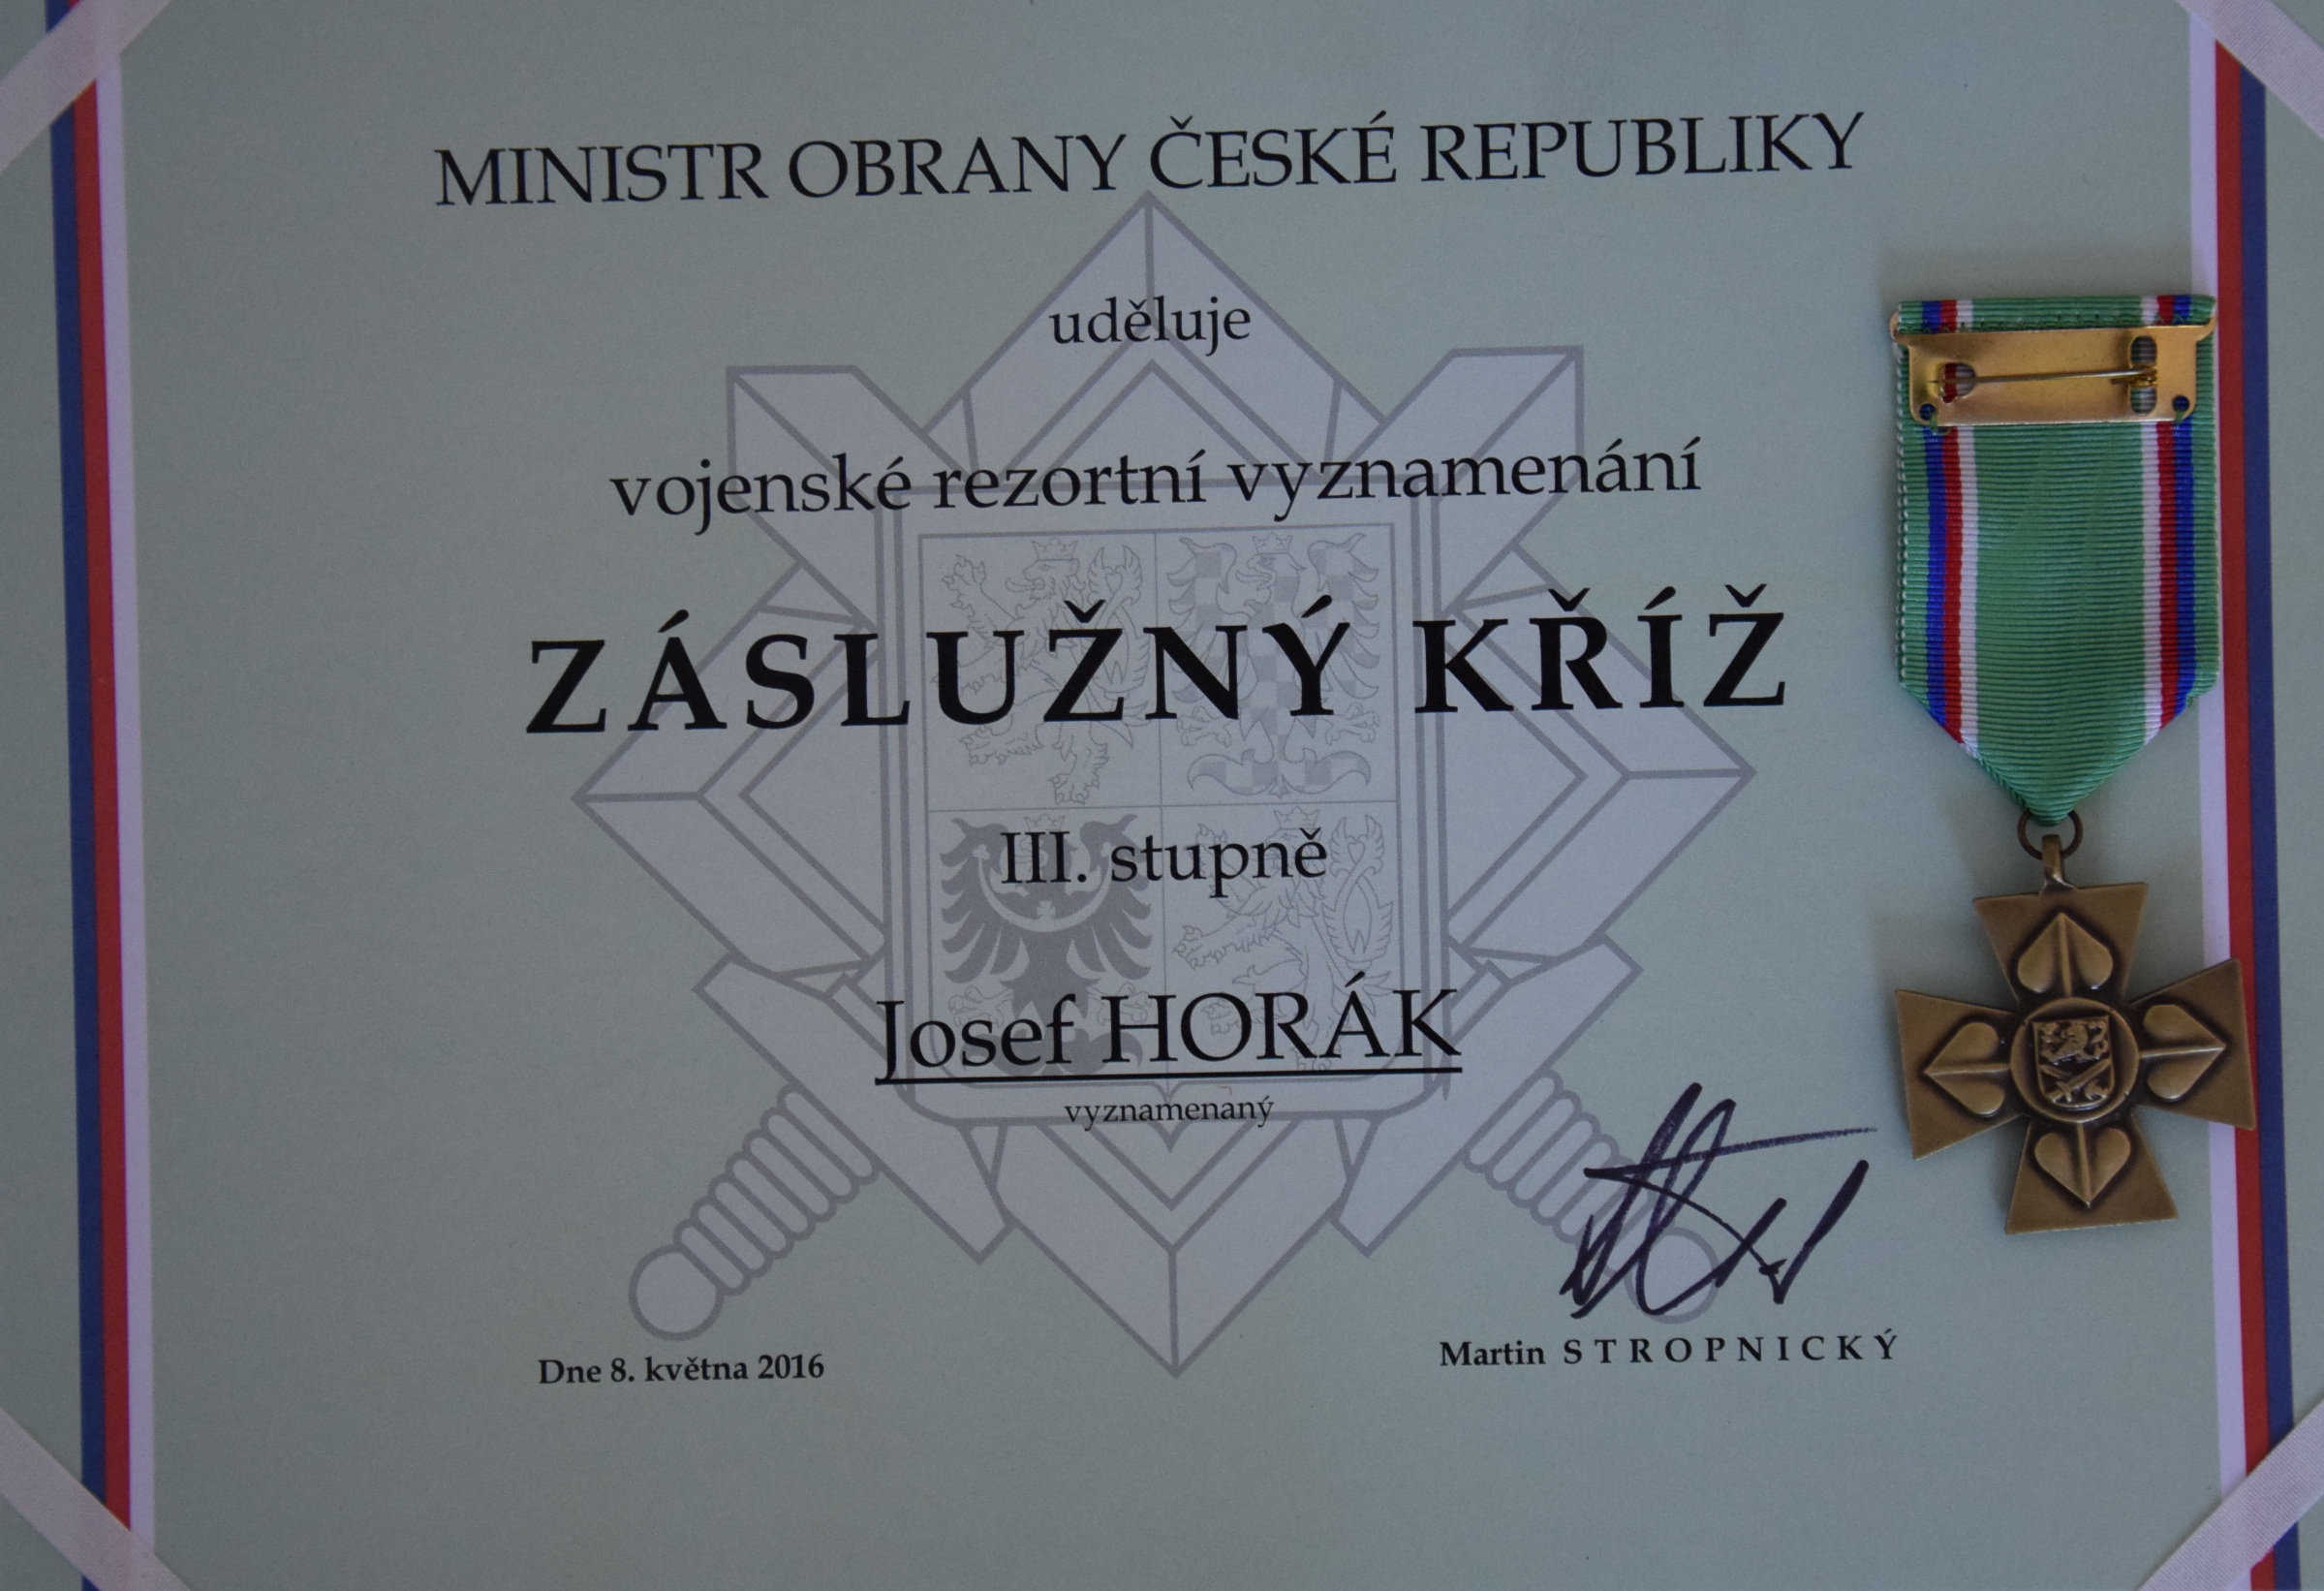 MINISTR OBRANY ČESKÉ REPUBLIKY
uděluje
vojenské rezortní vyznamenání
ZÁSLUŽNÝ KŘÍŽ
III. stupně
Josef HORÁK
vyznamenaný
Dne 8. května 2016
Martin STROPNICKÝ